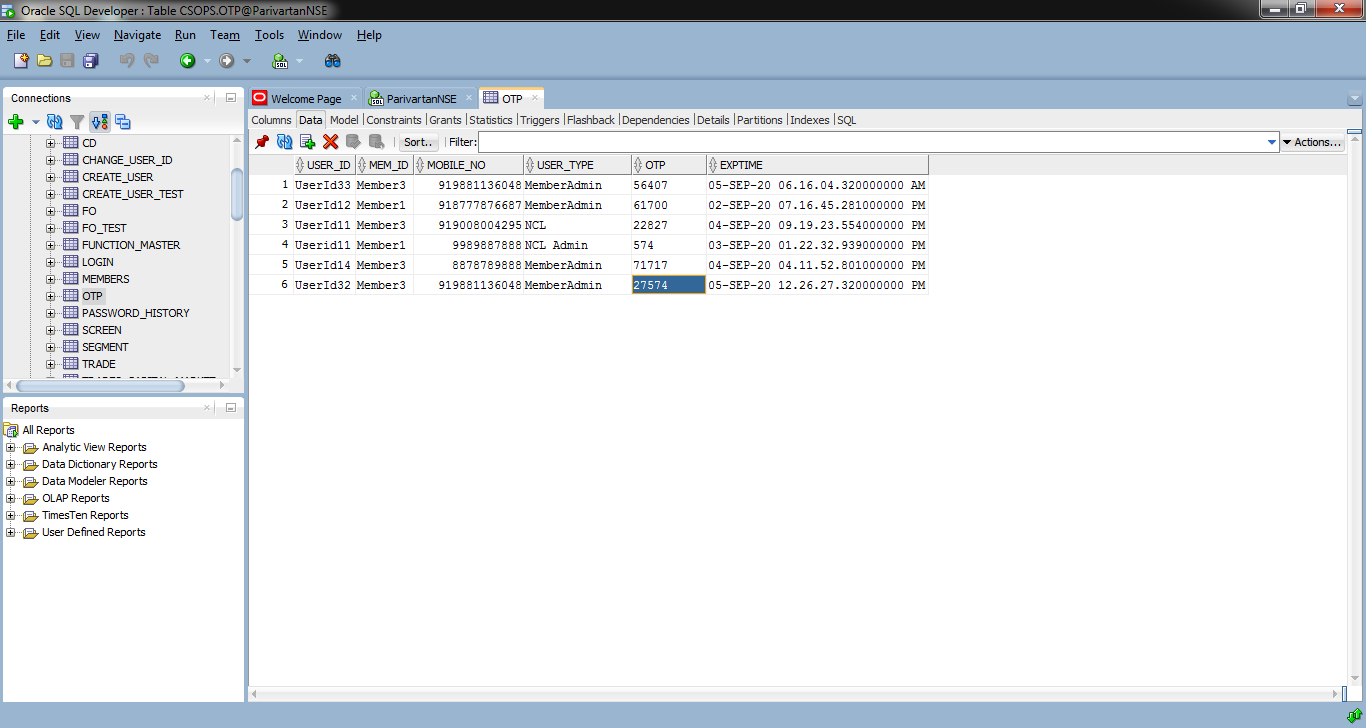 Oracle SQL Developer : Table CSOPS.OTP@ParivartanNSE
File Edit View Navigate Run Team Tools Window Help
Connections
CD
CHANGE_USER_ID
CREATE_USER
CREATE_USER_TEST
FO
FO_TEST
FUNCTION_MASTER
LOGIN
MEMBERS
OTP
PASSWORD_HISTORY
SCREEN
SEGMENT
TRADE
Reports
All Reports
Analytic View Reports
Data Dictionary Reports
Data Modeler Reports
OLAP Reports
TimesTen Reports
User Defined Reports
Welcome Page ParivartanNSE OTP
Columns Data Model Constraints Grants Statistics Triggers Flashback Dependencies Details Partitions Indexes SQL
Sort.. Filter: Actions...
USER_ID MEM_ID MOBILE_NO USER_TYPE OTP EXPTIME
1 UserId33 Member3 919881136048 MemberAdmin 56407 05-SEP-20 06.16.04.320000000 AM
2 UserId12 Member1 918777876687 MemberAdmin 61700 02-SEP-20 07.16.45.281000000 PM
3 UserId11 Member3 919008004295 NCL 22827 04-SEP-20 09.19.23.554000000 PM
4 Userid11 Member1 9989887888 NCL Admin 574 03-SEP-20 01.22.32.939000000 PM
5 UserId14 Member3 8878789888 MemberAdmin 71717 04-SEP-20 04.11.52.801000000 PM
6 UserId32 Member3 919881136048 MemberAdmin 27574 05-SEP-20 12.26.27.320000000 PM